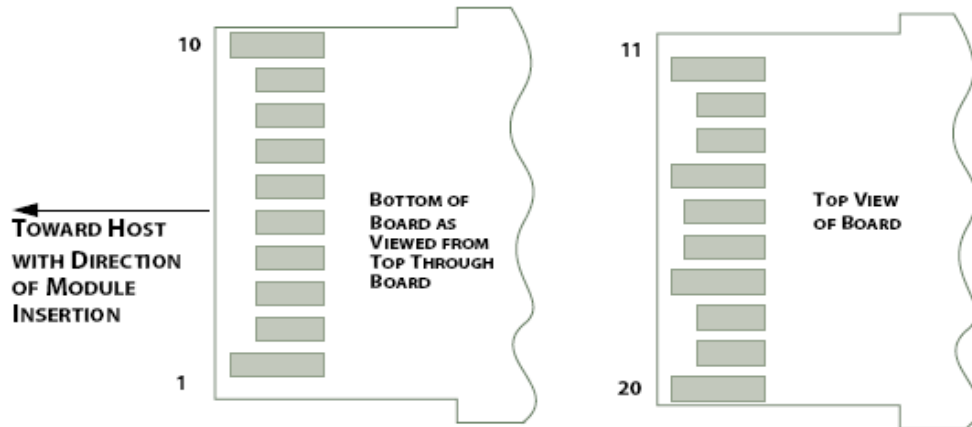 10
1
TOWARD HOST
WITH DIRECTION
OF MODULE
INSERTION
BOTTOM OF
BOARD AS
VIEWED FROM
TOP THROUGH
BOARD
11
20
TOP VIEW
OF BOARD